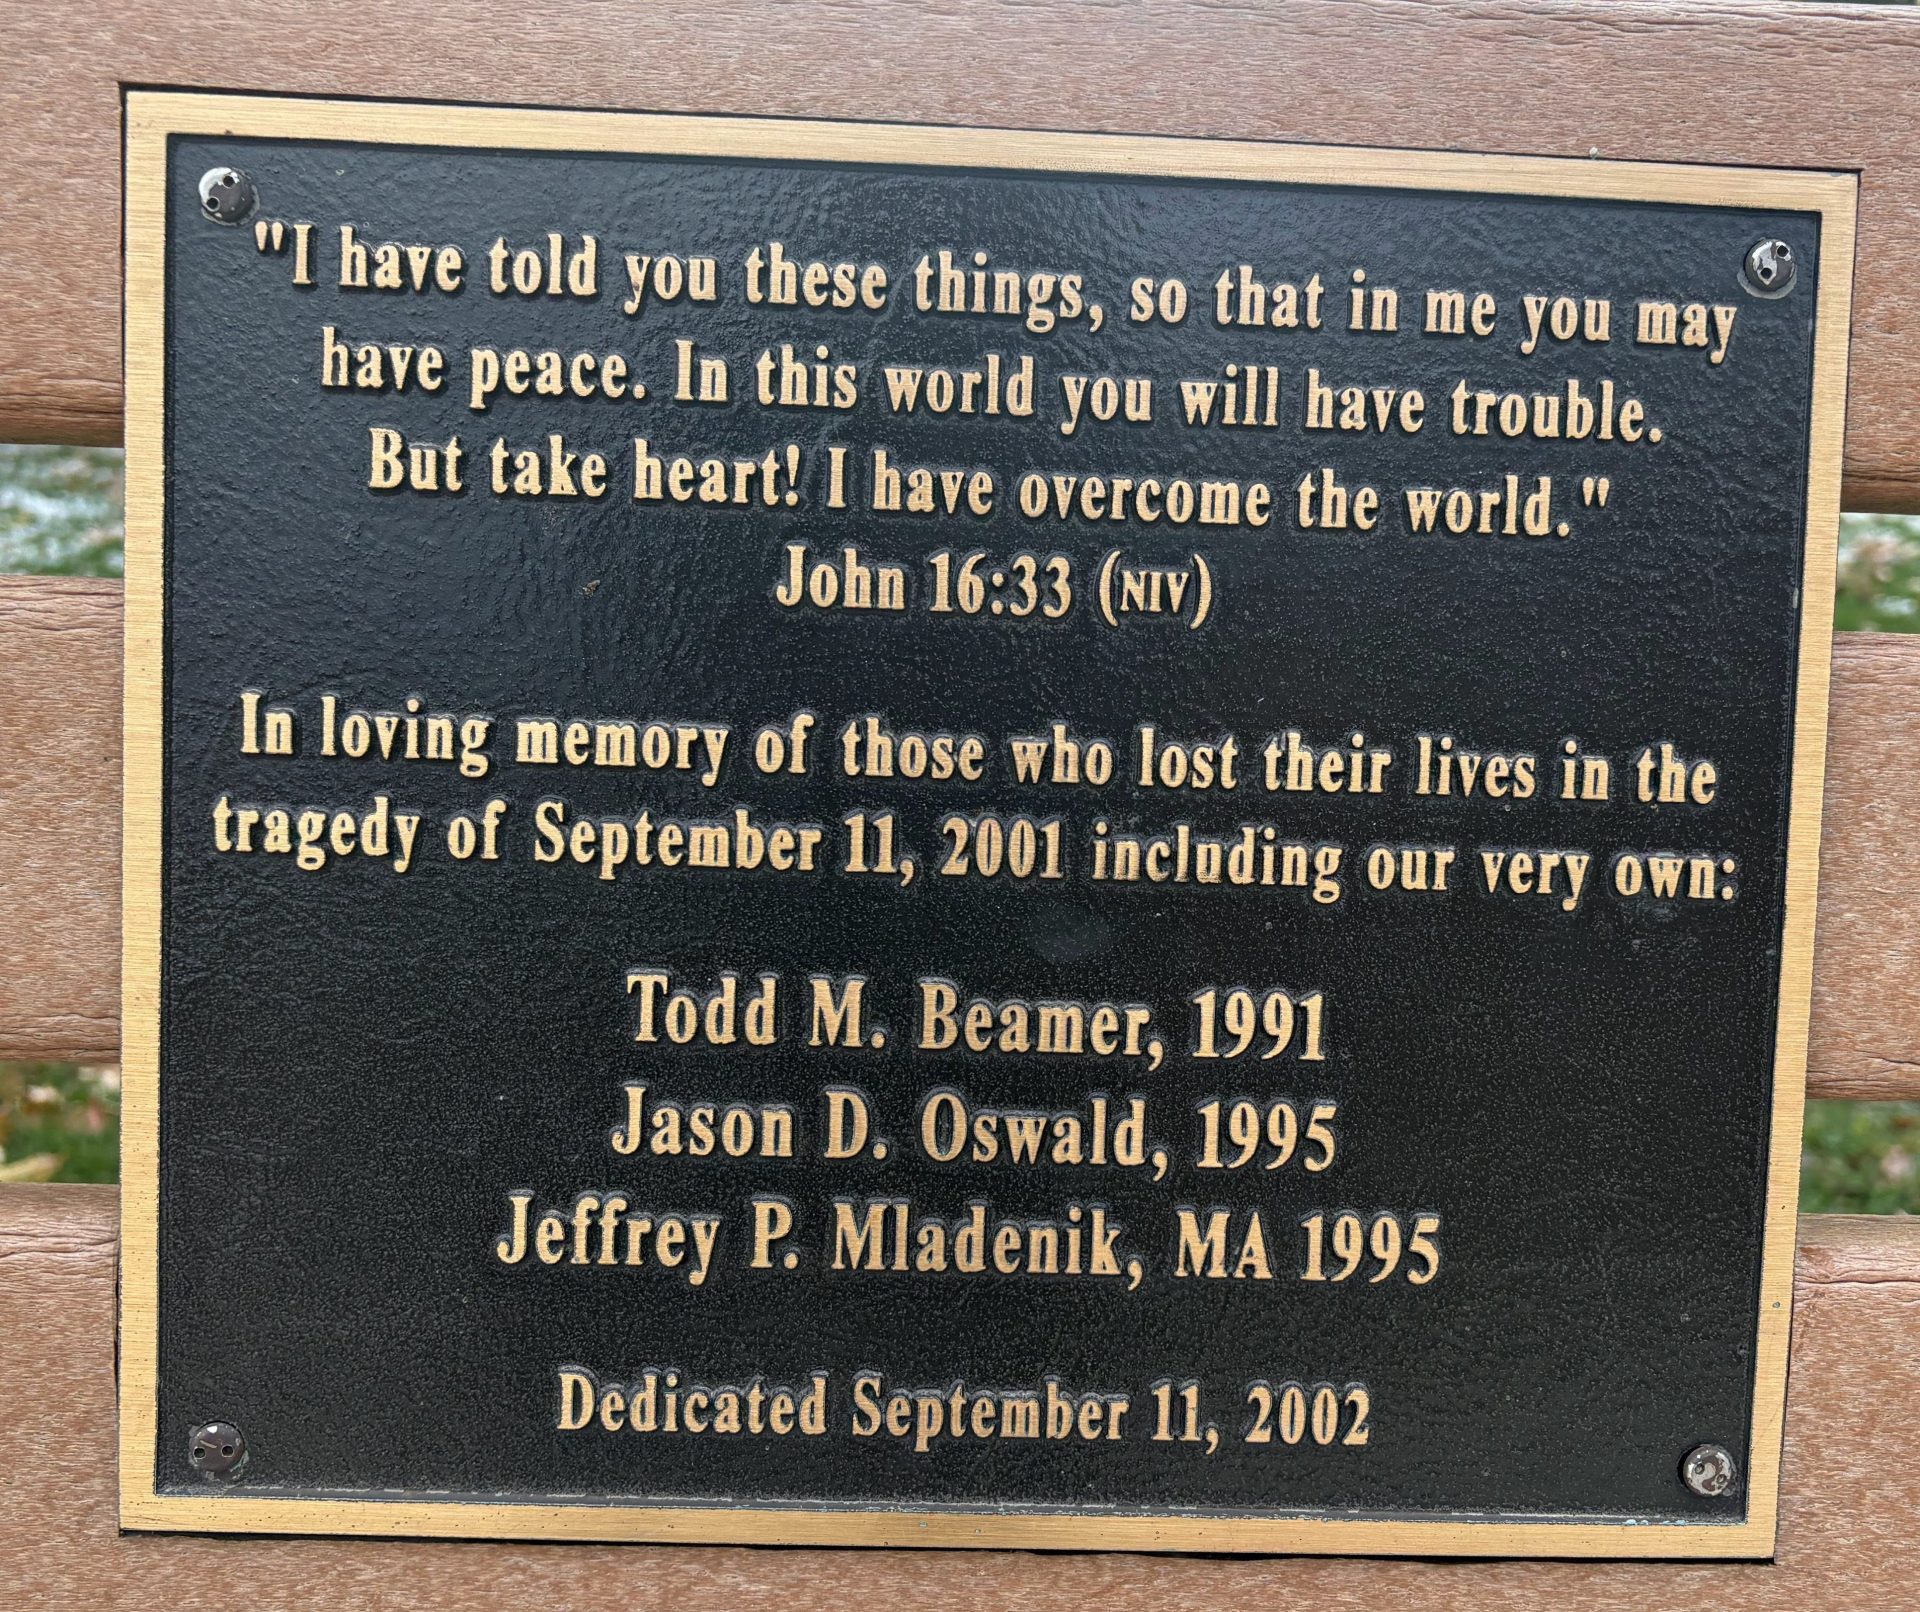 "I have told you these things, so that in me you may
have peace. In this world you will have trouble.
But take heart! I have overcome the world."
John 16:33 (NIV)
In loving memory of those who lost their lives in the
tragedy of September 11, 2001 including our very own:
Todd M. Beamer, 1991
Jason D. Oswald, 1995
Jeffrey P. Mladenik, MA 1995
Dedicated September 11, 2002